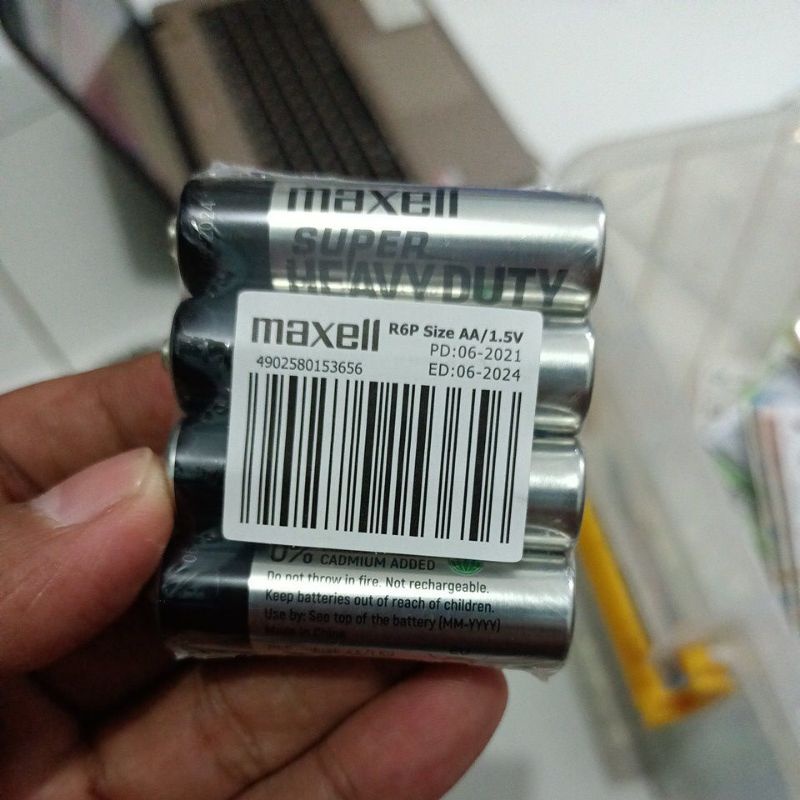 2024
maxell
SUPER
HEAVY DUTY
maxell R6P Size AA/1.5V
PD:06-2021
4902580153656 ED:06-2024
0% CADMIUM ADDED
Do not throw in fire. Not rechargeable.
Keep batteries out of reach of children.
Use by: See top of the battery (MM-YYYY)
Made in China